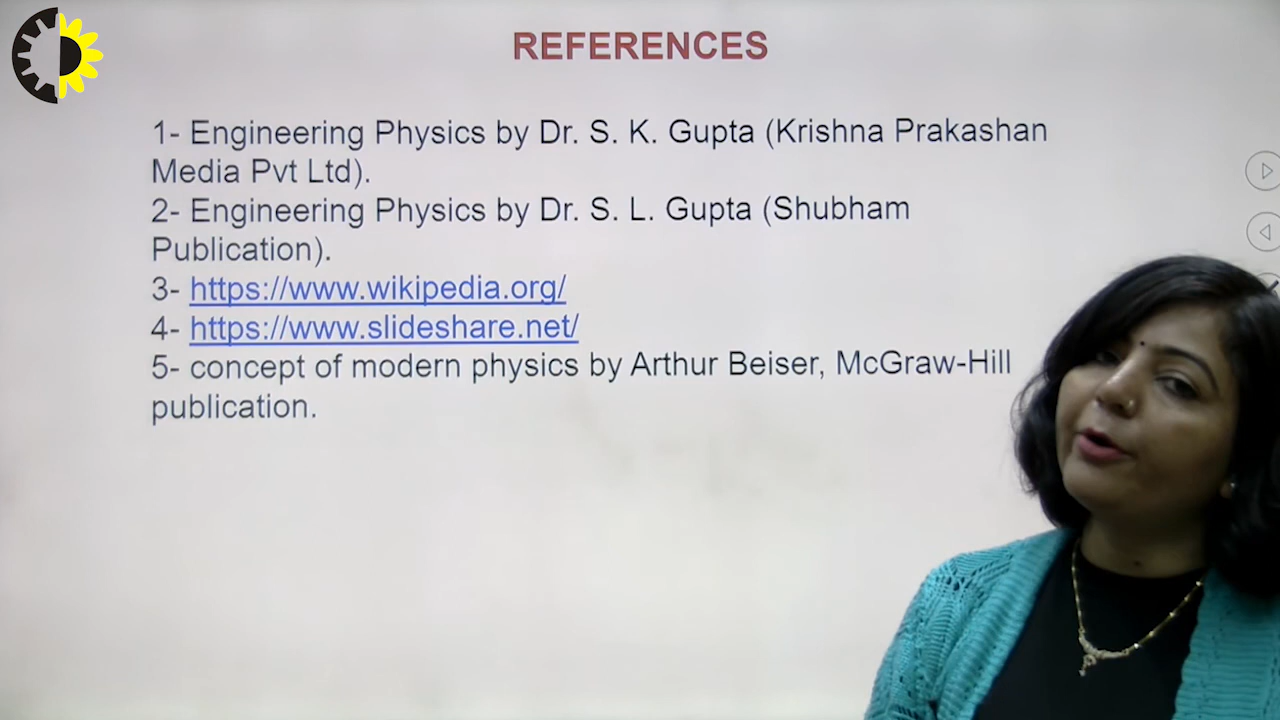 REFERENCES
1- Engineering Physics by Dr. S. K. Gupta (Krishna Prakashan
Media Pvt Ltd).
2- Engineering Physics by Dr. S. L. Gupta (Shubham
Publication).
3- https://www.wikipedia.org/
4- https://www.slideshare.net/
5- concept of modern physics by Arthur Beiser, McGraw-Hill
publication.